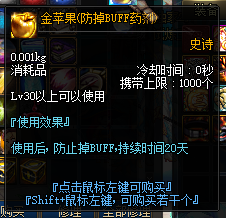 金苹果(防掉BUFF药剂)
史诗
0.001kg
消耗品
冷却时间：0秒
携带上限：1000个
Lv30以上可以使用
『使用效果』
使用后，防止掉BUFF,持续时间20天
『点击鼠标左键可购买』
『Shift+鼠标左键，可购买若干个』